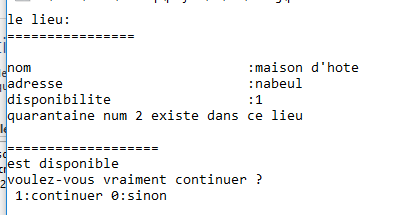 le lieu:
================
nom :maison d'hote
adresse :nabeul
disponibilite :1
quarantaine num 2 existe dans ce lieu
===================
est disponible
voulez-vous vraiment continuer ?
1:continuer 0:sinon